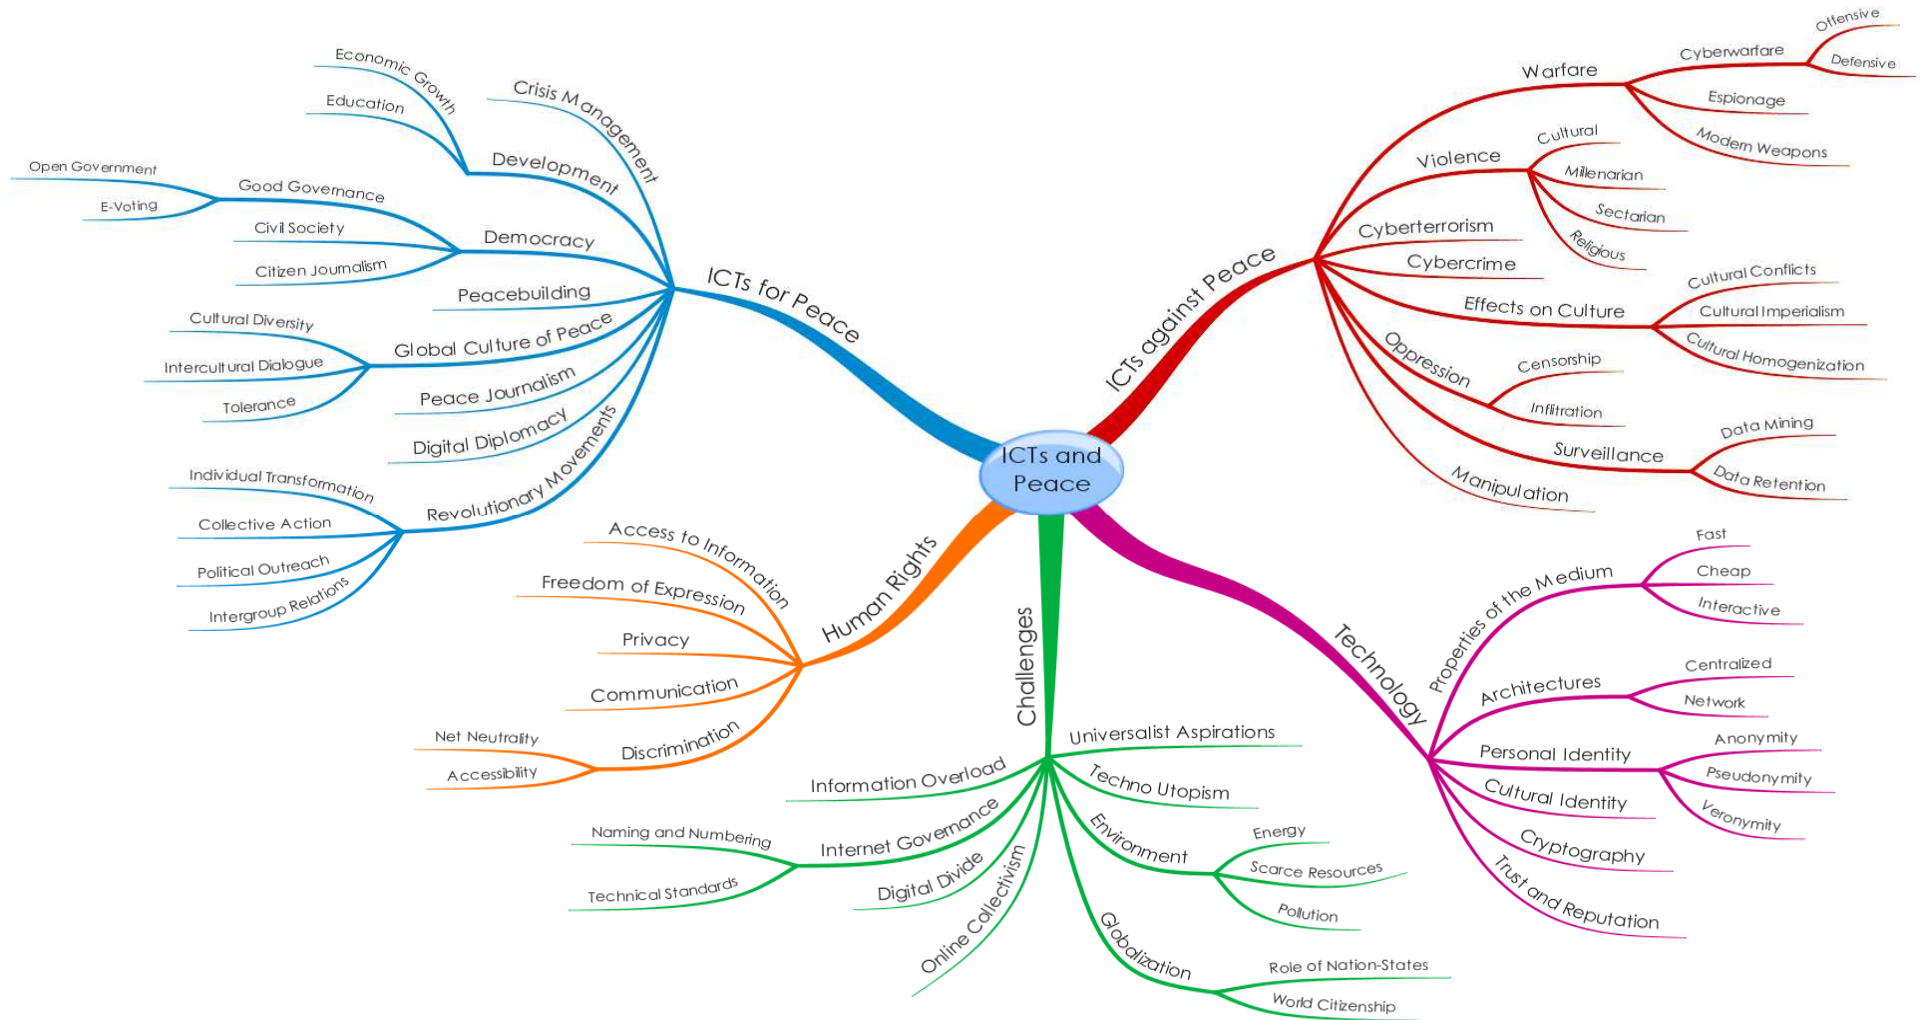 ICTs and
Peace
ICTs for Peace
Crisis Management
Development
Economic Growth
Education
Democracy
Good Governance
Open Government
E-Voting
Civil Society
Citizen Journalism
Peacebuilding
Global Culture of Peace
Cultural Diversity
Intercultural Dialogue
Tolerance
Peace Journalism
Digital Diplomacy
Revolutionary Movements
Individual Transformation
Collective Action
Political Outreach
Intergroup Relations
ICTs against Peace
Warfare
Cyberwarfare
Offensive
Defensive
Espionage
Modern Weapons
Violence
Cultural
Millenarian
Sectarian
Religious
Cyberterrorism
Cybercrime
Effects on Culture
Cultural Conflicts
Cultural Imperialism
Cultural Homogenization
Oppression
Censorship
Inflitration
Surveillance
Data Mining
Data Retention
Manipulation
Human Rights
Access to Information
Freedom of Expression
Privacy
Communication
Discrimination
Net Neutrality
Accessibility
Challenges
Universalist Aspirations
Techno Utopism
Environment
Energy
Scarce Resources
Pollution
Globalization
Role of Nation-States
World Citizenship
Information Overload
Internet Governance
Naming and Numbering
Technical Standards
Digital Divide
Online Collectivism
Technology
Properties of the Medium
Fast
Cheap
Interactive
Architectures
Centralized
Network
Personal Identity
Anonymity
Pseudonymity
Veronymity
Cultural Identity
Cryptography
Trust and Reputation